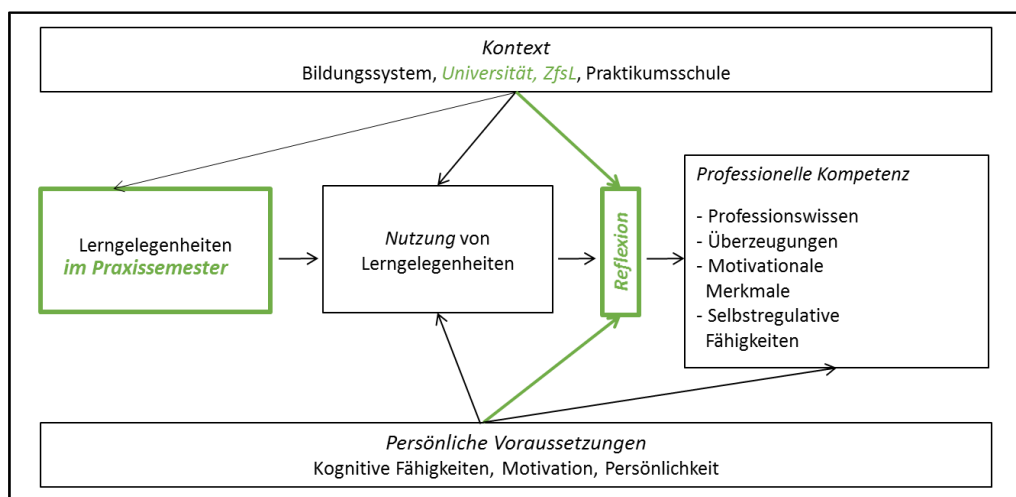 Kontext
Bildungssystem, Universität, ZfsL, Praktikumsschule
Lerngelegenheiten
im Praxissemester
Nutzung von
Lerngelegenheiten
Reflexion
Professionelle Kompetenz
- Professionswissen
- Überzeugungen
- Motivationale
Merkmale
- Selbstregulative
Fähigkeiten
Persönliche Voraussetzungen
Kognitive Fähigkeiten, Motivation, Persönlichkeit